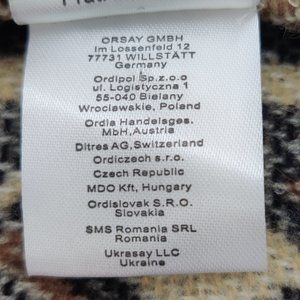 ORSAY GMBH
Im Lossenfeld 12
77731 WILLSTÄTT
Germany
Ordipol Sp.z.o.o
ul. Logistyczna 1
55-040 Bielany
Wroclawskie, Poland
Ordia Handelsges.
MbH,Austria
Ditres AG,Switzerland
Ordiczech s.r.o.
Czech Republic
MDO Kft, Hungary
Ordislovak S.R.O.
Slovakia
SMS Romania SRL
Romania
Ukrasay LLC
Ukraine